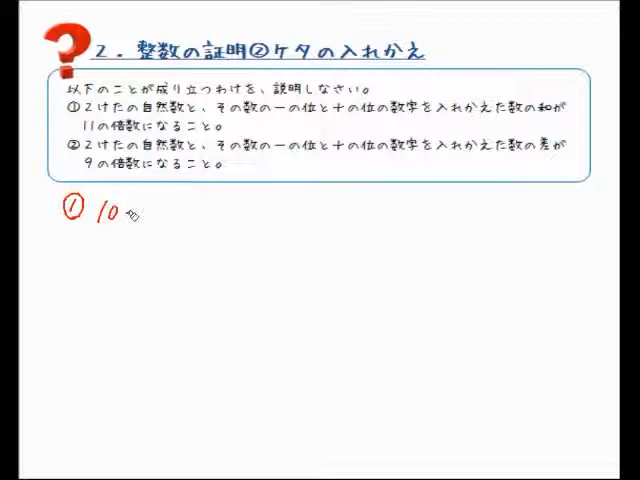 2．整数の証明②ケタの入れかえ
以下のことが成り立つわけを、説明しなさい。
①2けたの自然数と、その数の一の位と十の位の数字を入れかえた数の和が
11の倍数になること。
②2けたの自然数と、その数の一の位と十の位の数字を入れかえた数の差が
9の倍数になること。
① 10